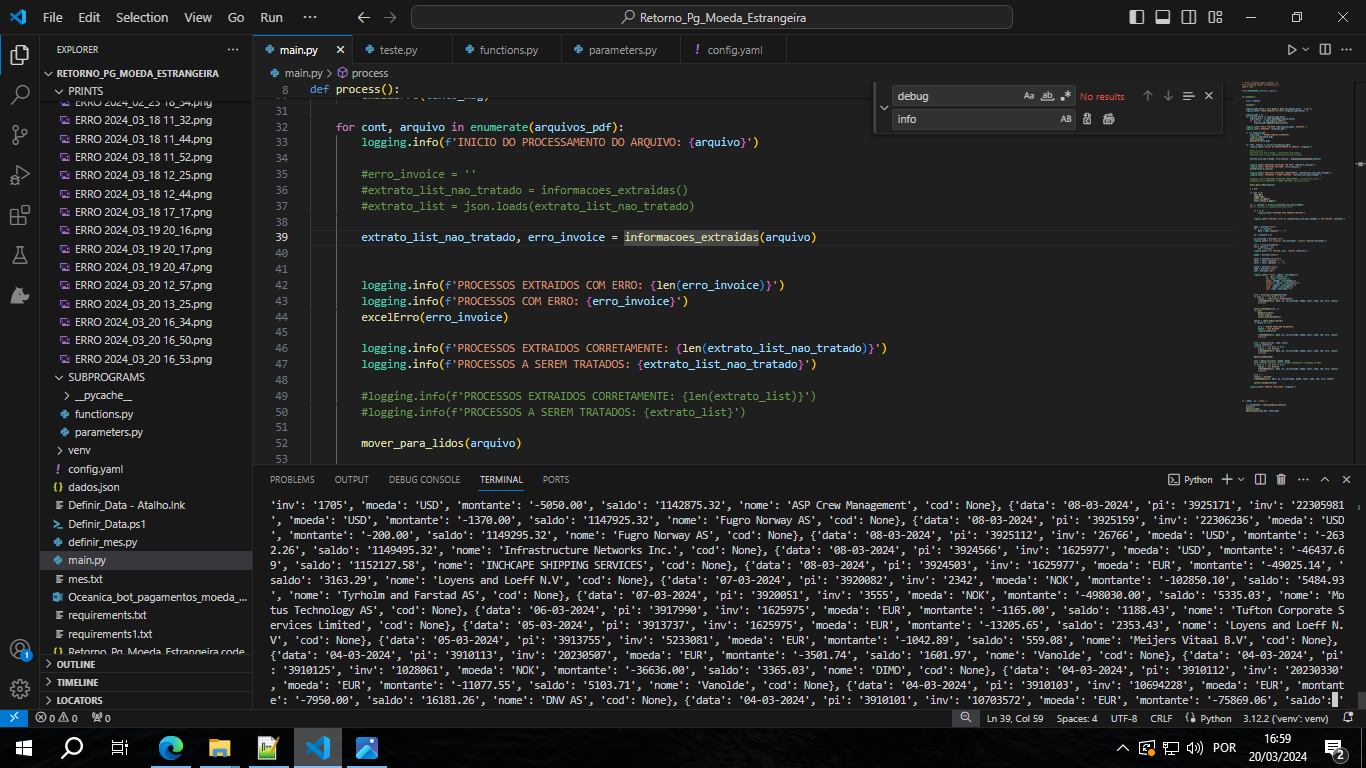 File Edit Selection View Go Run ··· Retorno_Pg_Moeda_Estrangeira
EXPLORER ···
RETORNO_PG_MOEDA_ESTRANGEIRA
PRINTS
ERRO 2024_02_23 18_34.png
ERRO 2024_03_18 11_32.png
ERRO 2024_03_18 11_44.png
ERRO 2024_03_18 11_52.png
ERRO 2024_03_18 12_25.png
ERRO 2024_03_18 12_44.png
ERRO 2024_03_18 17_17.png
ERRO 2024_03_19 20_16.png
ERRO 2024_03_19 20_17.png
ERRO 2024_03_19 20_47.png
ERRO 2024_03_20 12_57.png
ERRO 2024_03_20 13_25.png
ERRO 2024_03_20 16_34.png
ERRO 2024_03_20 16_50.png
ERRO 2024_03_20 16_53.png
SUBPROGRAMS
__pycache__
functions.py
parameters.py
venv
config.yaml
dados.json
Definir_Data - Atalho.lnk
Definir_Data.ps1
definir_mes.py
main.py
mes.txt
Oceanica_bot_pagamentos_moeda_...
requirements.txt
requirements1.txt
Retorno_Pg_Moeda_Estrangeira.code
OUTLINE
TIMELINE
LOCATORS
main.py teste.py functions.py parameters.py config.yaml
main.py > process
debug Aa ab No results
info AB
8 def process():
31
32 for cont, arquivo in enumerate(arquivos_pdf):
33 logging.info(f'INICIO DO PROCESSAMENTO DO ARQUIVO: {arquivo}')
34
35 #erro_invoice = ''
36 #extrato_list_nao_tratado = informacoes_extraidas()
37 #extrato_list = json.loads(extrato_list_nao_tratado)
38
39 extrato_list_nao_tratado, erro_invoice = informacoes_extraidas(arquivo)
40
41
42 logging.info(f'PROCESSOS EXTRAIDOS COM ERRO: {len(erro_invoice)}')
43 logging.info(f'PROCESSOS COM ERRO: {erro_invoice}')
44 excelErro(erro_invoice)
45
46 logging.info(f'PROCESSOS EXTRAIDOS CORRETAMENTE: {len(extrato_list_nao_tratado)}')
47 logging.info(f'PROCESSOS A SEREM TRATADOS: {extrato_list_nao_tratado}')
48
49 #logging.info(f'PROCESSOS EXTRAIDOS CORRETAMENTE: {len(extrato_list)}')
50 #logging.info(f'PROCESSOS A SEREM TRATADOS: {extrato_list}')
51
52 mover_para_lidos(arquivo)
53
PROBLEMS OUTPUT DEBUG CONSOLE TERMINAL PORTS Python
'inv': '1705', 'moeda': 'USD', 'montante': '-5050.00', 'saldo': '1142875.32', 'nome': 'ASP Crew Management', 'cod': None}, {'data': '08-03-2024', 'pi': '3925171', 'inv': '22305981
', 'moeda': 'USD', 'montante': '-1370.00', 'saldo': '1147925.32', 'nome': 'Fugro Norway AS', 'cod': None}, {'data': '08-03-2024', 'pi': '3925159', 'inv': '22306236', 'moeda': 'USD
', 'montante': '-200.00', 'saldo': '1149295.32', 'nome': 'Fugro Norway AS', 'cod': None}, {'data': '08-03-2024', 'pi': '3925112', 'inv': '26766', 'moeda': 'USD', 'montante': '-263
2.26', 'saldo': '1149495.32', 'nome': 'Infrastructure Networks Inc.', 'cod': None}, {'data': '08-03-2024', 'pi': '3924566', 'inv': '1625977', 'moeda': 'USD', 'montante': '-46437.6
9', 'saldo': '1152127.58', 'nome': 'INCHCAPE SHIPPING SERVICES', 'cod': None}, {'data': '08-03-2024', 'pi': '3924503', 'inv': '1625977', 'moeda': 'EUR', 'montante': '-49025.14', '
saldo': '3163.29', 'nome': 'Loyens and Loeff N.V', 'cod': None}, {'data': '07-03-2024', 'pi': '3920082', 'inv': '2342', 'moeda': 'NOK', 'montante': '-102850.10', 'saldo': '5484.93
', 'nome': 'Tyrholm and Farstad AS', 'cod': None}, {'data': '07-03-2024', 'pi': '3920051', 'inv': '3555', 'moeda': 'NOK', 'montante': '-498030.00', 'saldo': '5335.03', 'nome': 'Mo
tus Technology AS', 'cod': None}, {'data': '06-03-2024', 'pi': '3917990', 'inv': '1625975', 'moeda': 'EUR', 'montante': '-1165.00', 'saldo': '1188.43', 'nome': 'Tufton Corporate S
ervices Limited', 'cod': None}, {'data': '05-03-2024', 'pi': '3913737', 'inv': '1625975', 'moeda': 'EUR', 'montante': '-13205.65', 'saldo': '2353.43', 'nome': 'Loyens and Loeff N.
V', 'cod': None}, {'data': '05-03-2024', 'pi': '3913755', 'inv': '5233081', 'moeda': 'EUR', 'montante': '-1042.89', 'saldo': '559.08', 'nome': 'Meijers Vitaal B.V', 'cod': None},
{'data': '04-03-2024', 'pi': '3910113', 'inv': '20230507', 'moeda': 'EUR', 'montante': '-3501.74', 'saldo': '1601.97', 'nome': 'Vanolde', 'cod': None}, {'data': '04-03-2024', 'pi'
: '3910125', 'inv': '1028061', 'moeda': 'NOK', 'montante': '-36636.00', 'saldo': '3365.03', 'nome': 'DIMO', 'cod': None}, {'data': '04-03-2024', 'pi': '3910112', 'inv': '20230330'
, 'moeda': 'EUR', 'montante': '-11077.55', 'saldo': '5103.71', 'nome': 'Vanolde', 'cod': None}, {'data': '04-03-2024', 'pi': '3910103', 'inv': '10694228', 'moeda': 'EUR', 'montant
e': '-7950.00', 'saldo': '16181.26', 'nome': 'DNV AS', 'cod': None}, {'data': '04-03-2024', 'pi': '3910101', 'inv': '10703572', 'moeda': 'EUR', 'montante': '-75869.06', 'saldo': '
0 0 0 Ln 39, Col 59 Spaces: 4 UTF-8 CRLF Python 3.12.2 ('venv': venv)
POR 16:59
20/03/2024 2